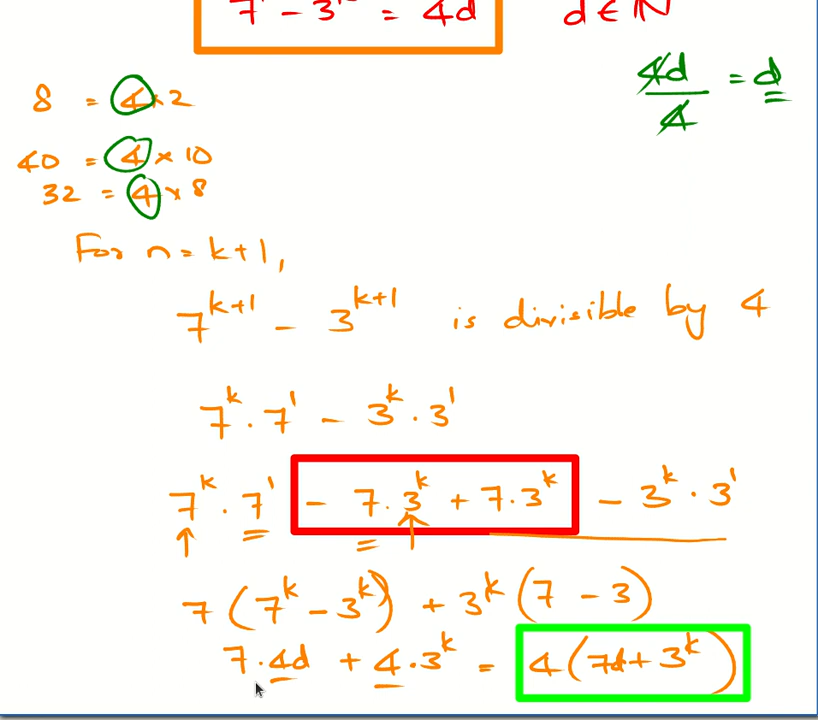 7^k - 3^k = 4d d ∈ N
4d/4 = d
8 = 4 × 2
40 = 4 × 10
32 = 4 × 8
For n = k+1,
7^{k+1} - 3^{k+1} is divisible by 4
7^k · 7^1 - 3^k · 3^1
7^k · 7^1 - 7 · 3^k + 7 · 3^k - 3^k · 3^1
7 (7^k - 3^k) + 3^k (7 - 3)
7 · 4d + 4 · 3^k = 4 (7d + 3^k)